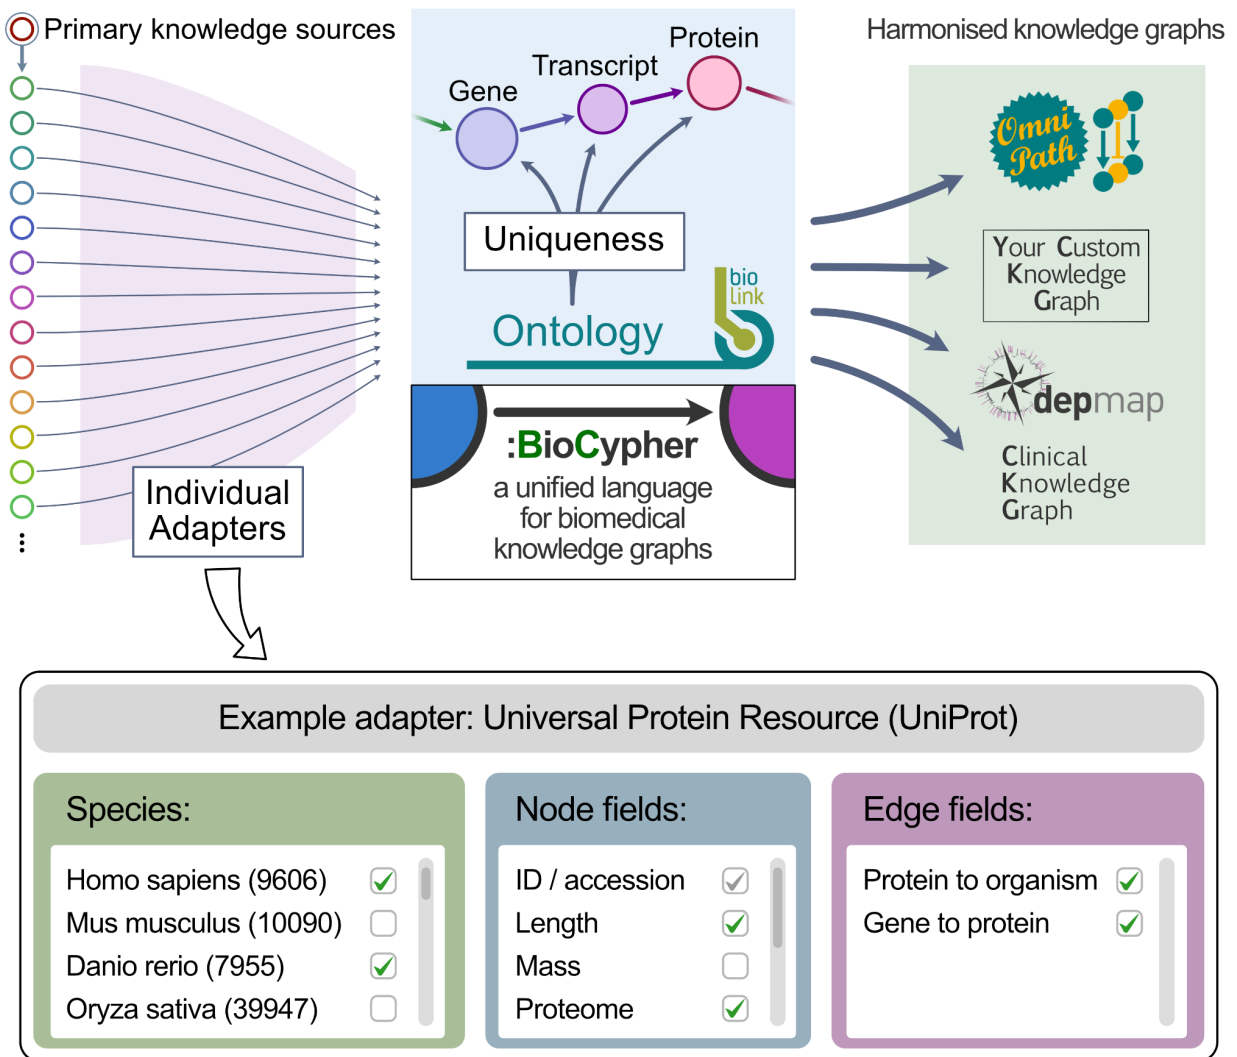 Primary knowledge sources
Gene
Transcript
Protein
Uniqueness
Ontology
bio
link
:BioCypher
a unified language
for biomedical
knowledge graphs
Harmonised knowledge graphs
Omni
Path
Your Custom
Knowledge
Graph
depmap
Clinical
Knowledge
Graph
Individual
Adapters
...
Example adapter: Universal Protein Resource (UniProt)
Species:
Homo sapiens (9606)
Mus musculus (10090)
Danio rerio (7955)
Oryza sativa (39947)
Node fields:
ID / accession
Length
Mass
Proteome
Edge fields:
Protein to organism
Gene to protein